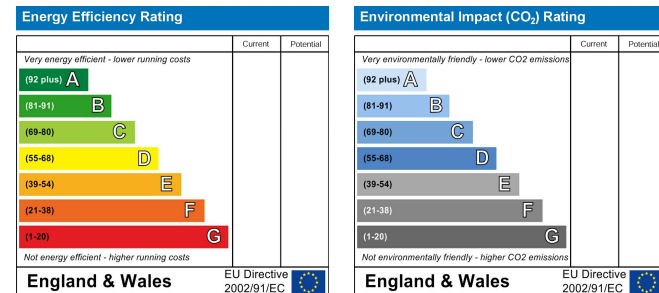 Energy Efficiency Rating
Current Potential
Very energy efficient - lower running costs
(92 plus) A
(81-91) B
(69-80) C
(55-68) D
(39-54) E
(21-38) F
(1-20) G
Not energy efficient - higher running costs
England & Wales
EU Directive
2002/91/EC
Environmental Impact (CO₂) Rating
Current Potential
Very environmentally friendly - lower CO2 emissions
(92 plus) A
(81-91) B
(69-80) C
(55-68) D
(39-54) E
(21-38) F
(1-20) G
Not environmentally friendly - higher CO2 emissions
England & Wales
EU Directive
2002/91/EC